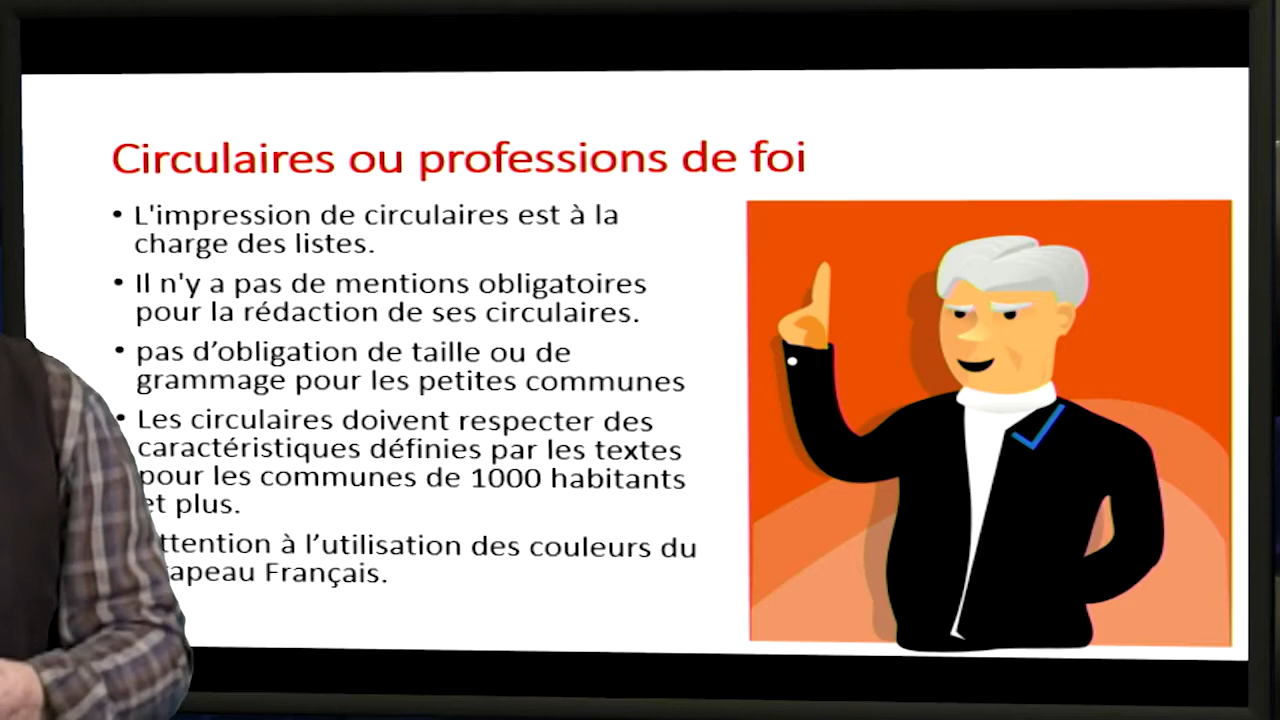 Circulaires ou professions de foi
• L'impression de circulaires est à la
charge des listes.
• Il n'y a pas de mentions obligatoires
pour la rédaction de ses circulaires.
• pas d’obligation de taille ou de
grammage pour les petites communes
• Les circulaires doivent respecter des
caractéristiques définies par les textes
pour les communes de 1000 habitants
et plus.
ttention à l’utilisation des couleurs du
rapeau Français.